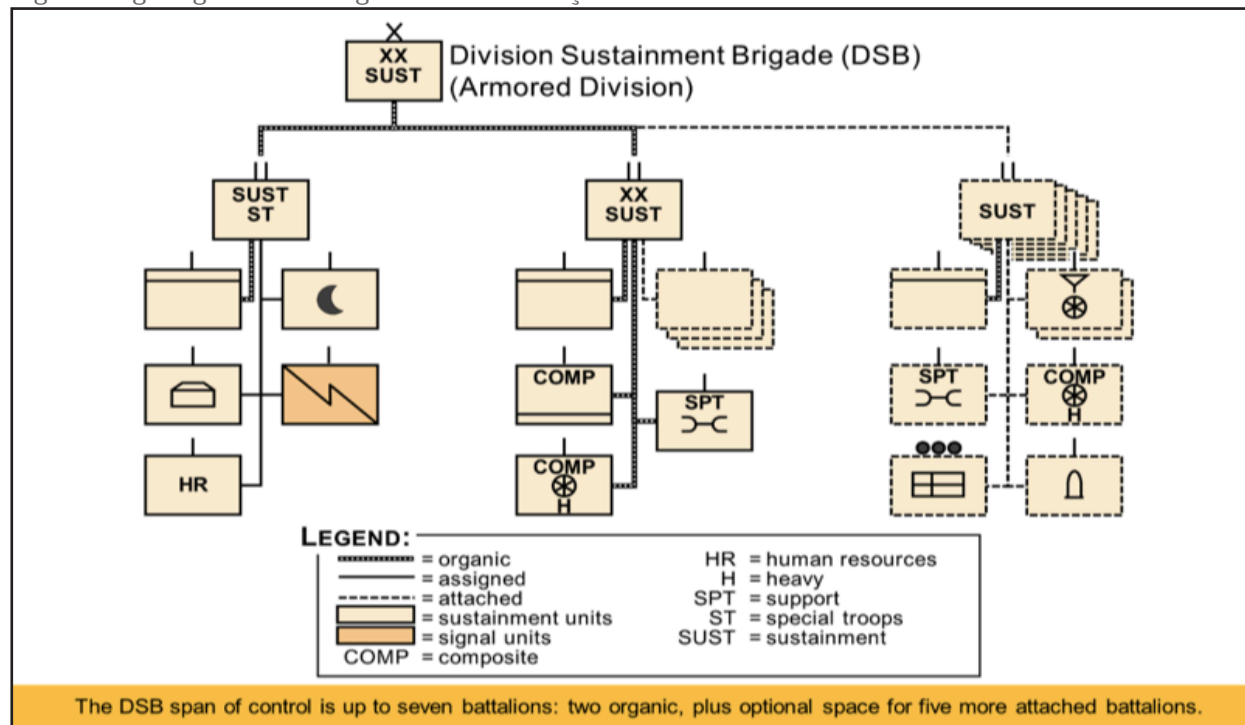 XX
SUST
Division Sustainment Brigade (DSB)
(Armored Division)
SUST
ST
XX
SUST
SUST
COMP
SPT
SPT
COMP
H
HR
COMP
H
LEGEND:
= organic
= assigned
= attached
= sustainment units
= signal units
COMP = composite
HR = human resources
H = heavy
SPT = support
ST = special troops
SUST = sustainment
The DSB span of control is up to seven battalions: two organic, plus optional space for five more attached battalions.